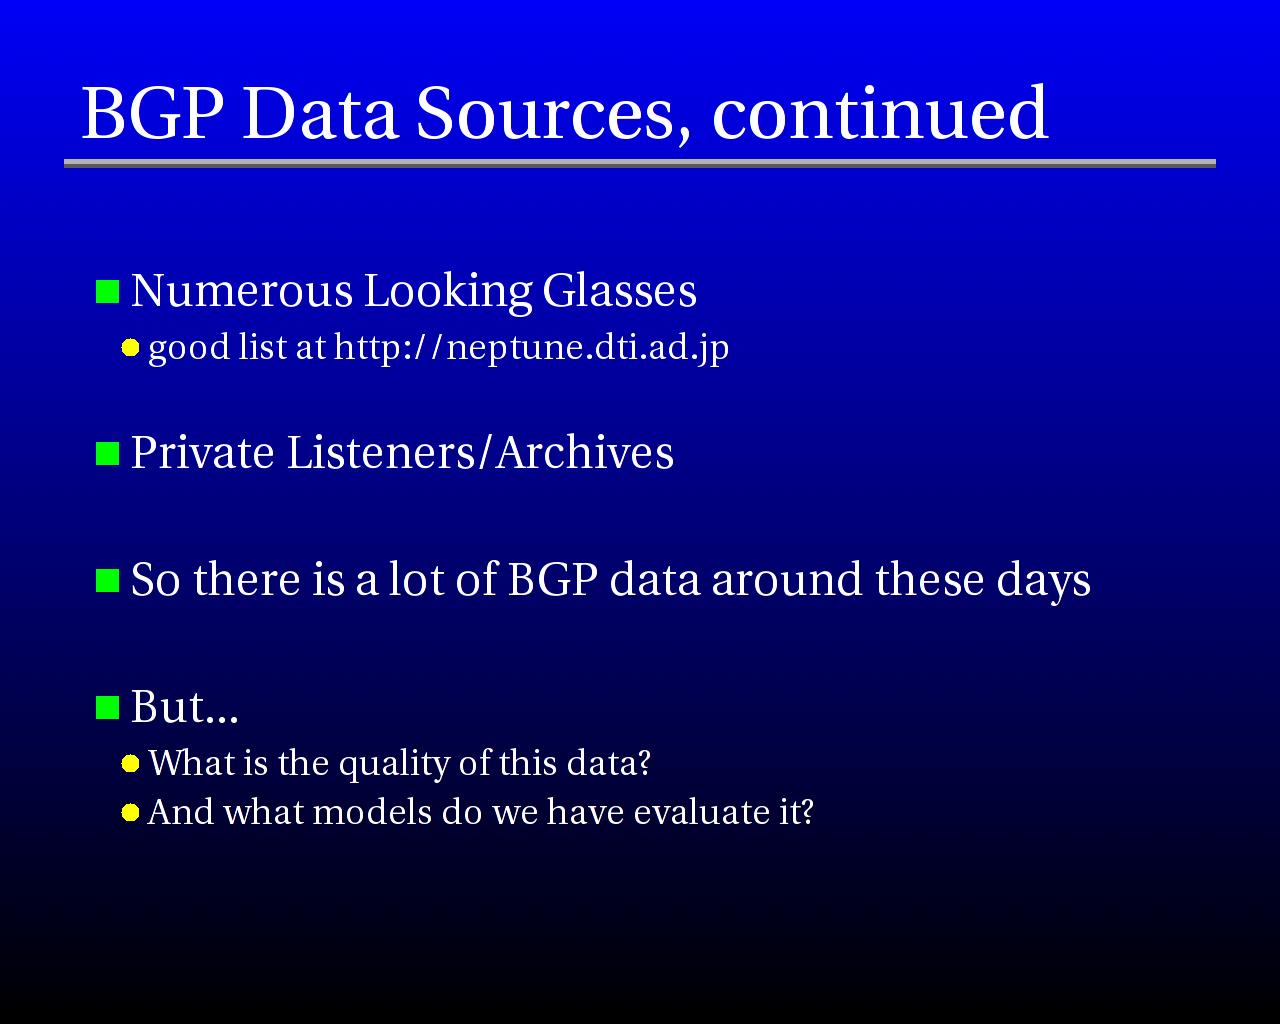 BGP Data Sources, continued
Numerous Looking Glasses
good list at http://neptune.dti.ad.jp
Private Listeners/Archives
So there is a lot of BGP data around these days
But...
What is the quality of this data?
And what models do we have evaluate it?